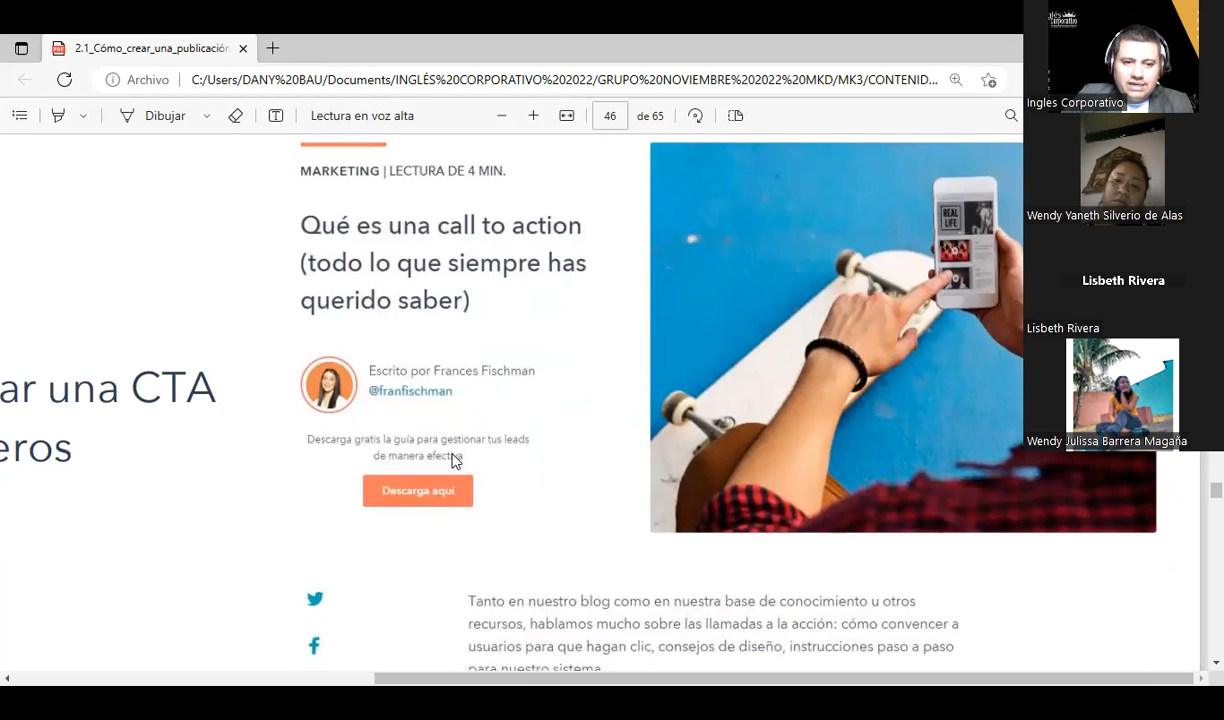 2.1_Cómo_crear_una_publicación.
Archivo
C:/Users/DANY%20BAU/Documents/INGLÉS%20CORPORATIVO%202022/GRUPO%20NOVIEMBRE%202022%20MKD/MK3/CONTENID...
Dibujar
Lectura en voz alta
46
de 65
MARKETING | LECTURA DE 4 MIN.
Qué es una call to action
(todo lo que siempre has
querido saber)
Escrito por Frances Fischman
@franfischman
Descarga gratis la guía para gestionar tus leads
de manera efectiva
Descarga aquí
ar una CTA
eros
REAL
LIFE
Tanto en nuestro blog como en nuestra base de conocimiento u otros
recursos, hablamos mucho sobre las llamadas a la acción: cómo convencer a
usuarios para que hagan clic, consejos de diseño, instrucciones paso a paso
para nuestro sistema
Corporativo
Ingles Corporativo
Wendy Yaneth Silverio de Alas
Lisbeth Rivera
Lisbeth Rivera
Wendy Julissa Barrera Magaña